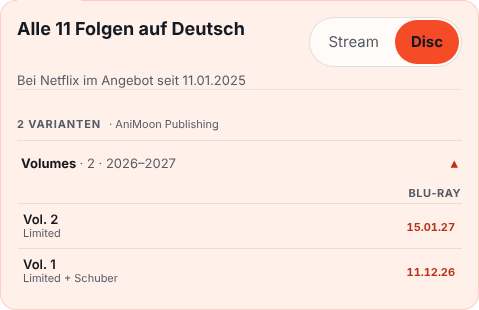 Alle 11 Folgen auf Deutsch
Stream Disc
Bei Netflix im Angebot seit 11.01.2025
2 VARIANTEN · AniMoon Publishing
Volumes · 2 · 2026–2027 ▲
BLU-RAY
Vol. 2
Limited
15.01.27
Vol. 1
Limited + Schuber
11.12.26